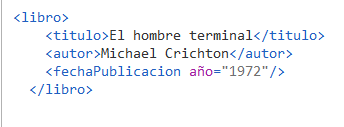 <libro>
<titulo>El hombre terminal</titulo>
<autor>Michael Crichton</autor>
<fechaPublicacion año="1972"/>
</libro>